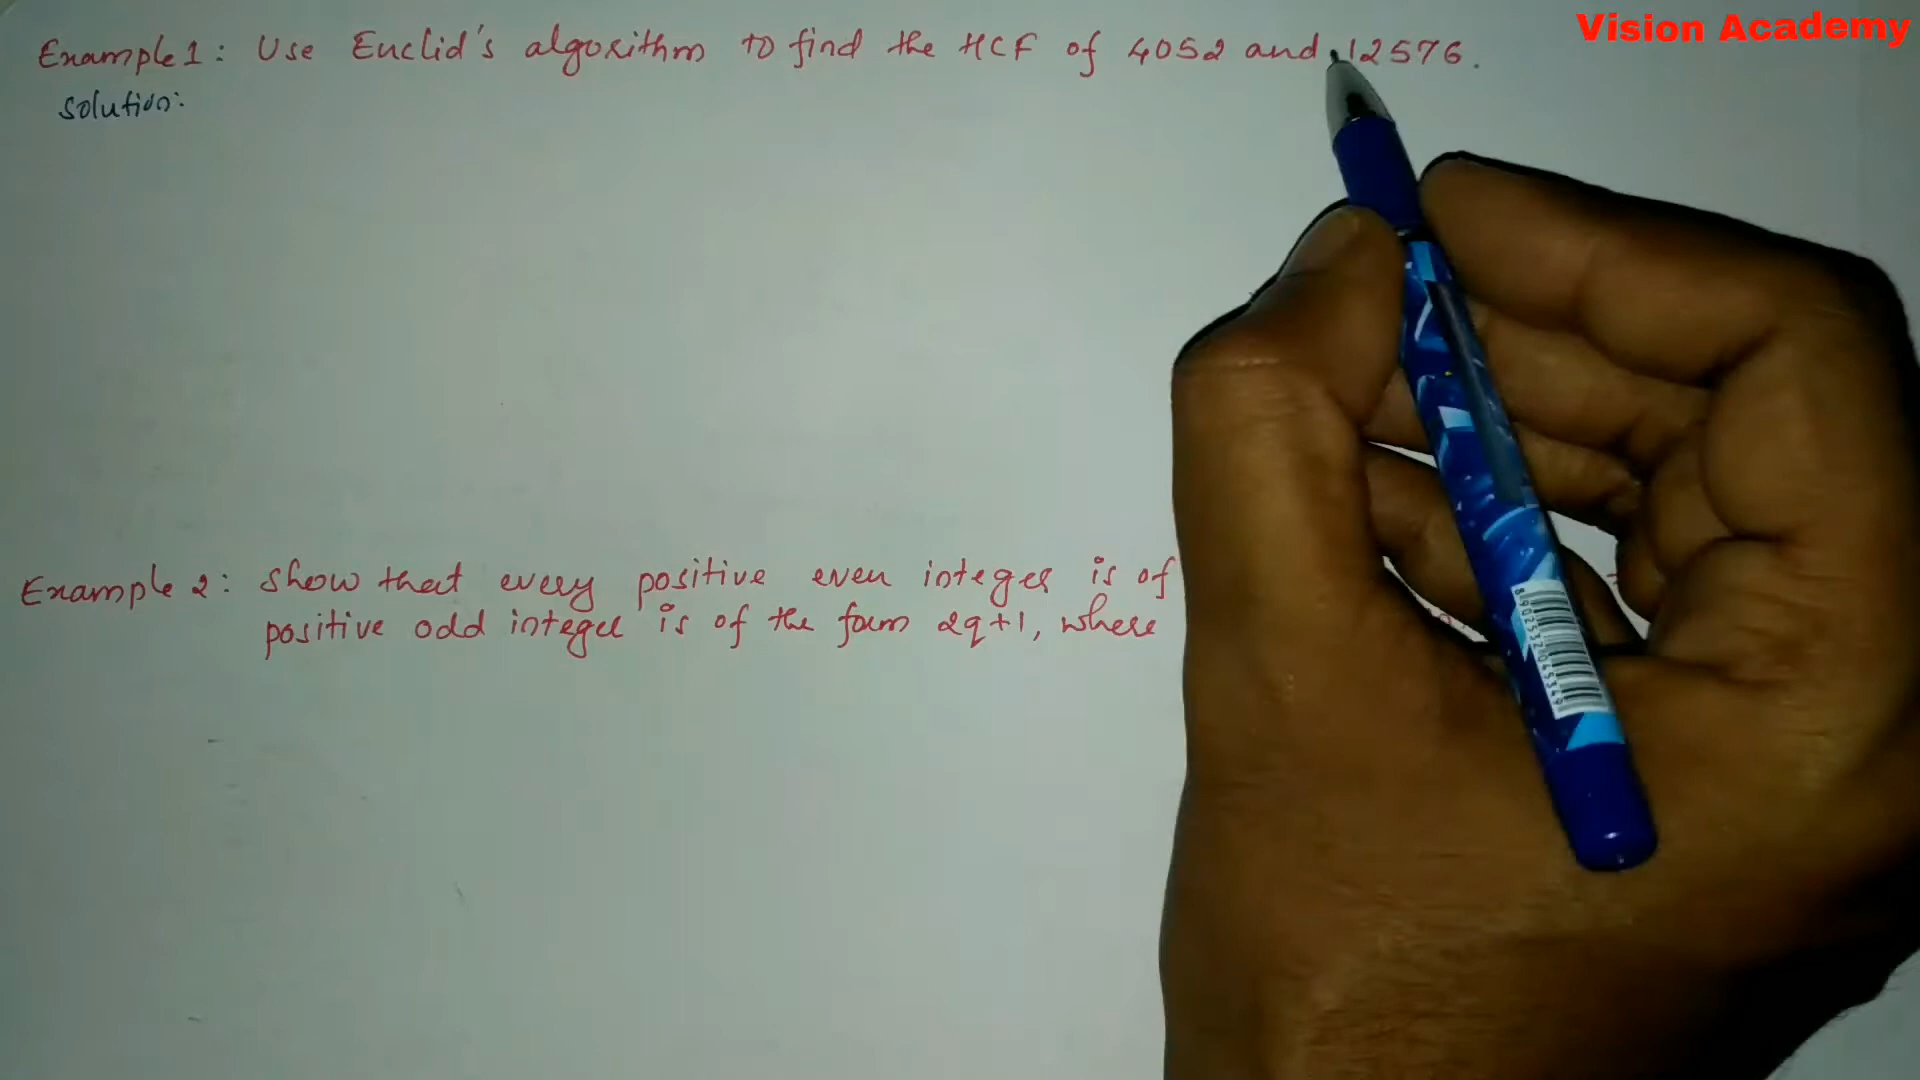 Vision Academy
Example 1: Use Euclid's algorithm to find the HCF of 4052 and 12576.
Solution:
Example 2: Show that every positive even integer is of
positive odd integer is of the form 2q+1, where
8902532045349